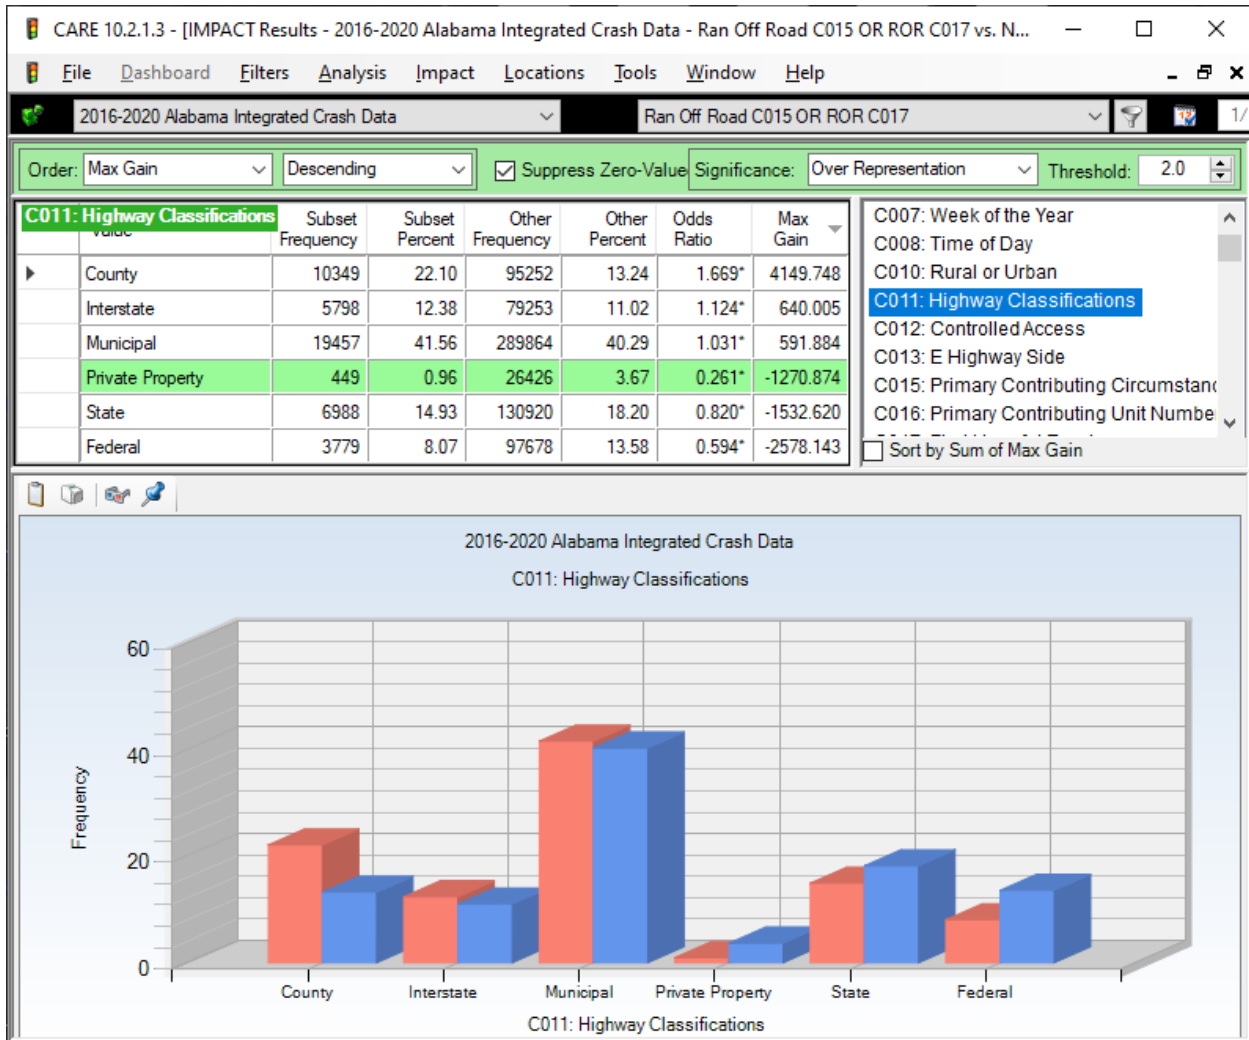 CARE 10.2.1.3 - [IMPACT Results - 2016-2020 Alabama Integrated Crash Data - Ran Off Road C015 OR ROR C017 vs. N...
File Dashboard Filters Analysis Impact Locations Tools Window Help
2016-2020 Alabama Integrated Crash Data Ran Off Road C015 OR ROR C017 12 1/
Order: Max Gain Descending Suppress Zero-Value Significance: Over Representation Threshold: 2.0
C011: Highway Classifications
Value Subset Frequency Subset Percent Other Frequency Other Percent Odds Ratio Max Gain
County 10349 22.10 95252 13.24 1.669* 4149.748
Interstate 5798 12.38 79253 11.02 1.124* 640.005
Municipal 19457 41.56 289864 40.29 1.031* 591.884
Private Property 449 0.96 26426 3.67 0.261* -1270.874
State 6988 14.93 130920 18.20 0.820* -1532.620
Federal 3779 8.07 97678 13.58 0.594* -2578.143
C007: Week of the Year
C008: Time of Day
C010: Rural or Urban
C011: Highway Classifications
C012: Controlled Access
C013: E Highway Side
C015: Primary Contributing Circumstanc
C016: Primary Contributing Unit Number
Sort by Sum of Max Gain
2016-2020 Alabama Integrated Crash Data
C011: Highway Classifications
60
40
20
0
Frequency
County Interstate Municipal Private Property State Federal
C011: Highway Classifications